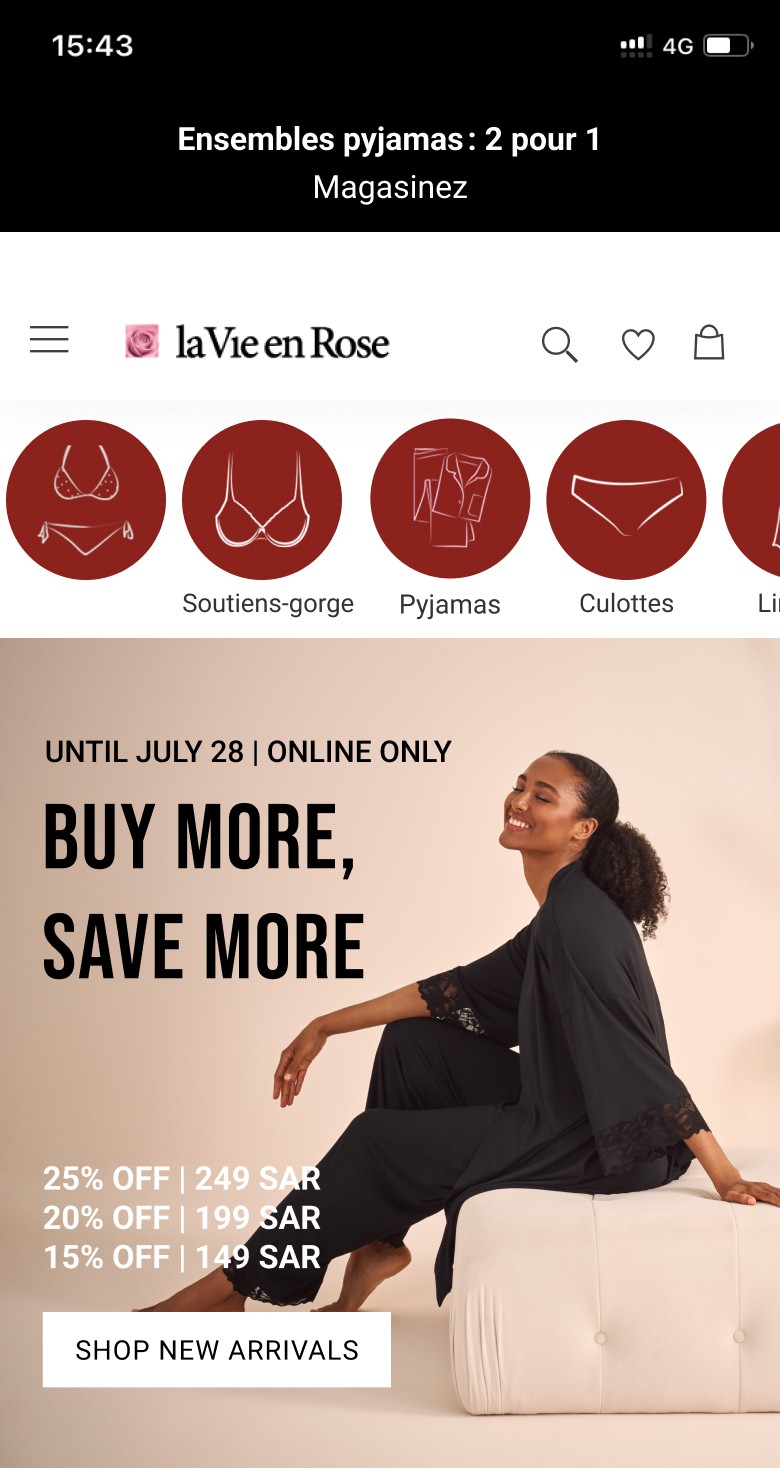 15:43
4G
Ensembles pyjamas : 2 pour 1
Magasinez
la Vie en Rose
Soutiens-gorge
Pyjamas
Culottes
UNTIL JULY 28 | ONLINE ONLY
BUY MORE,
SAVE MORE
25% OFF | 249 SAR
20% OFF | 199 SAR
15% OFF | 149 SAR
SHOP NEW ARRIVALS